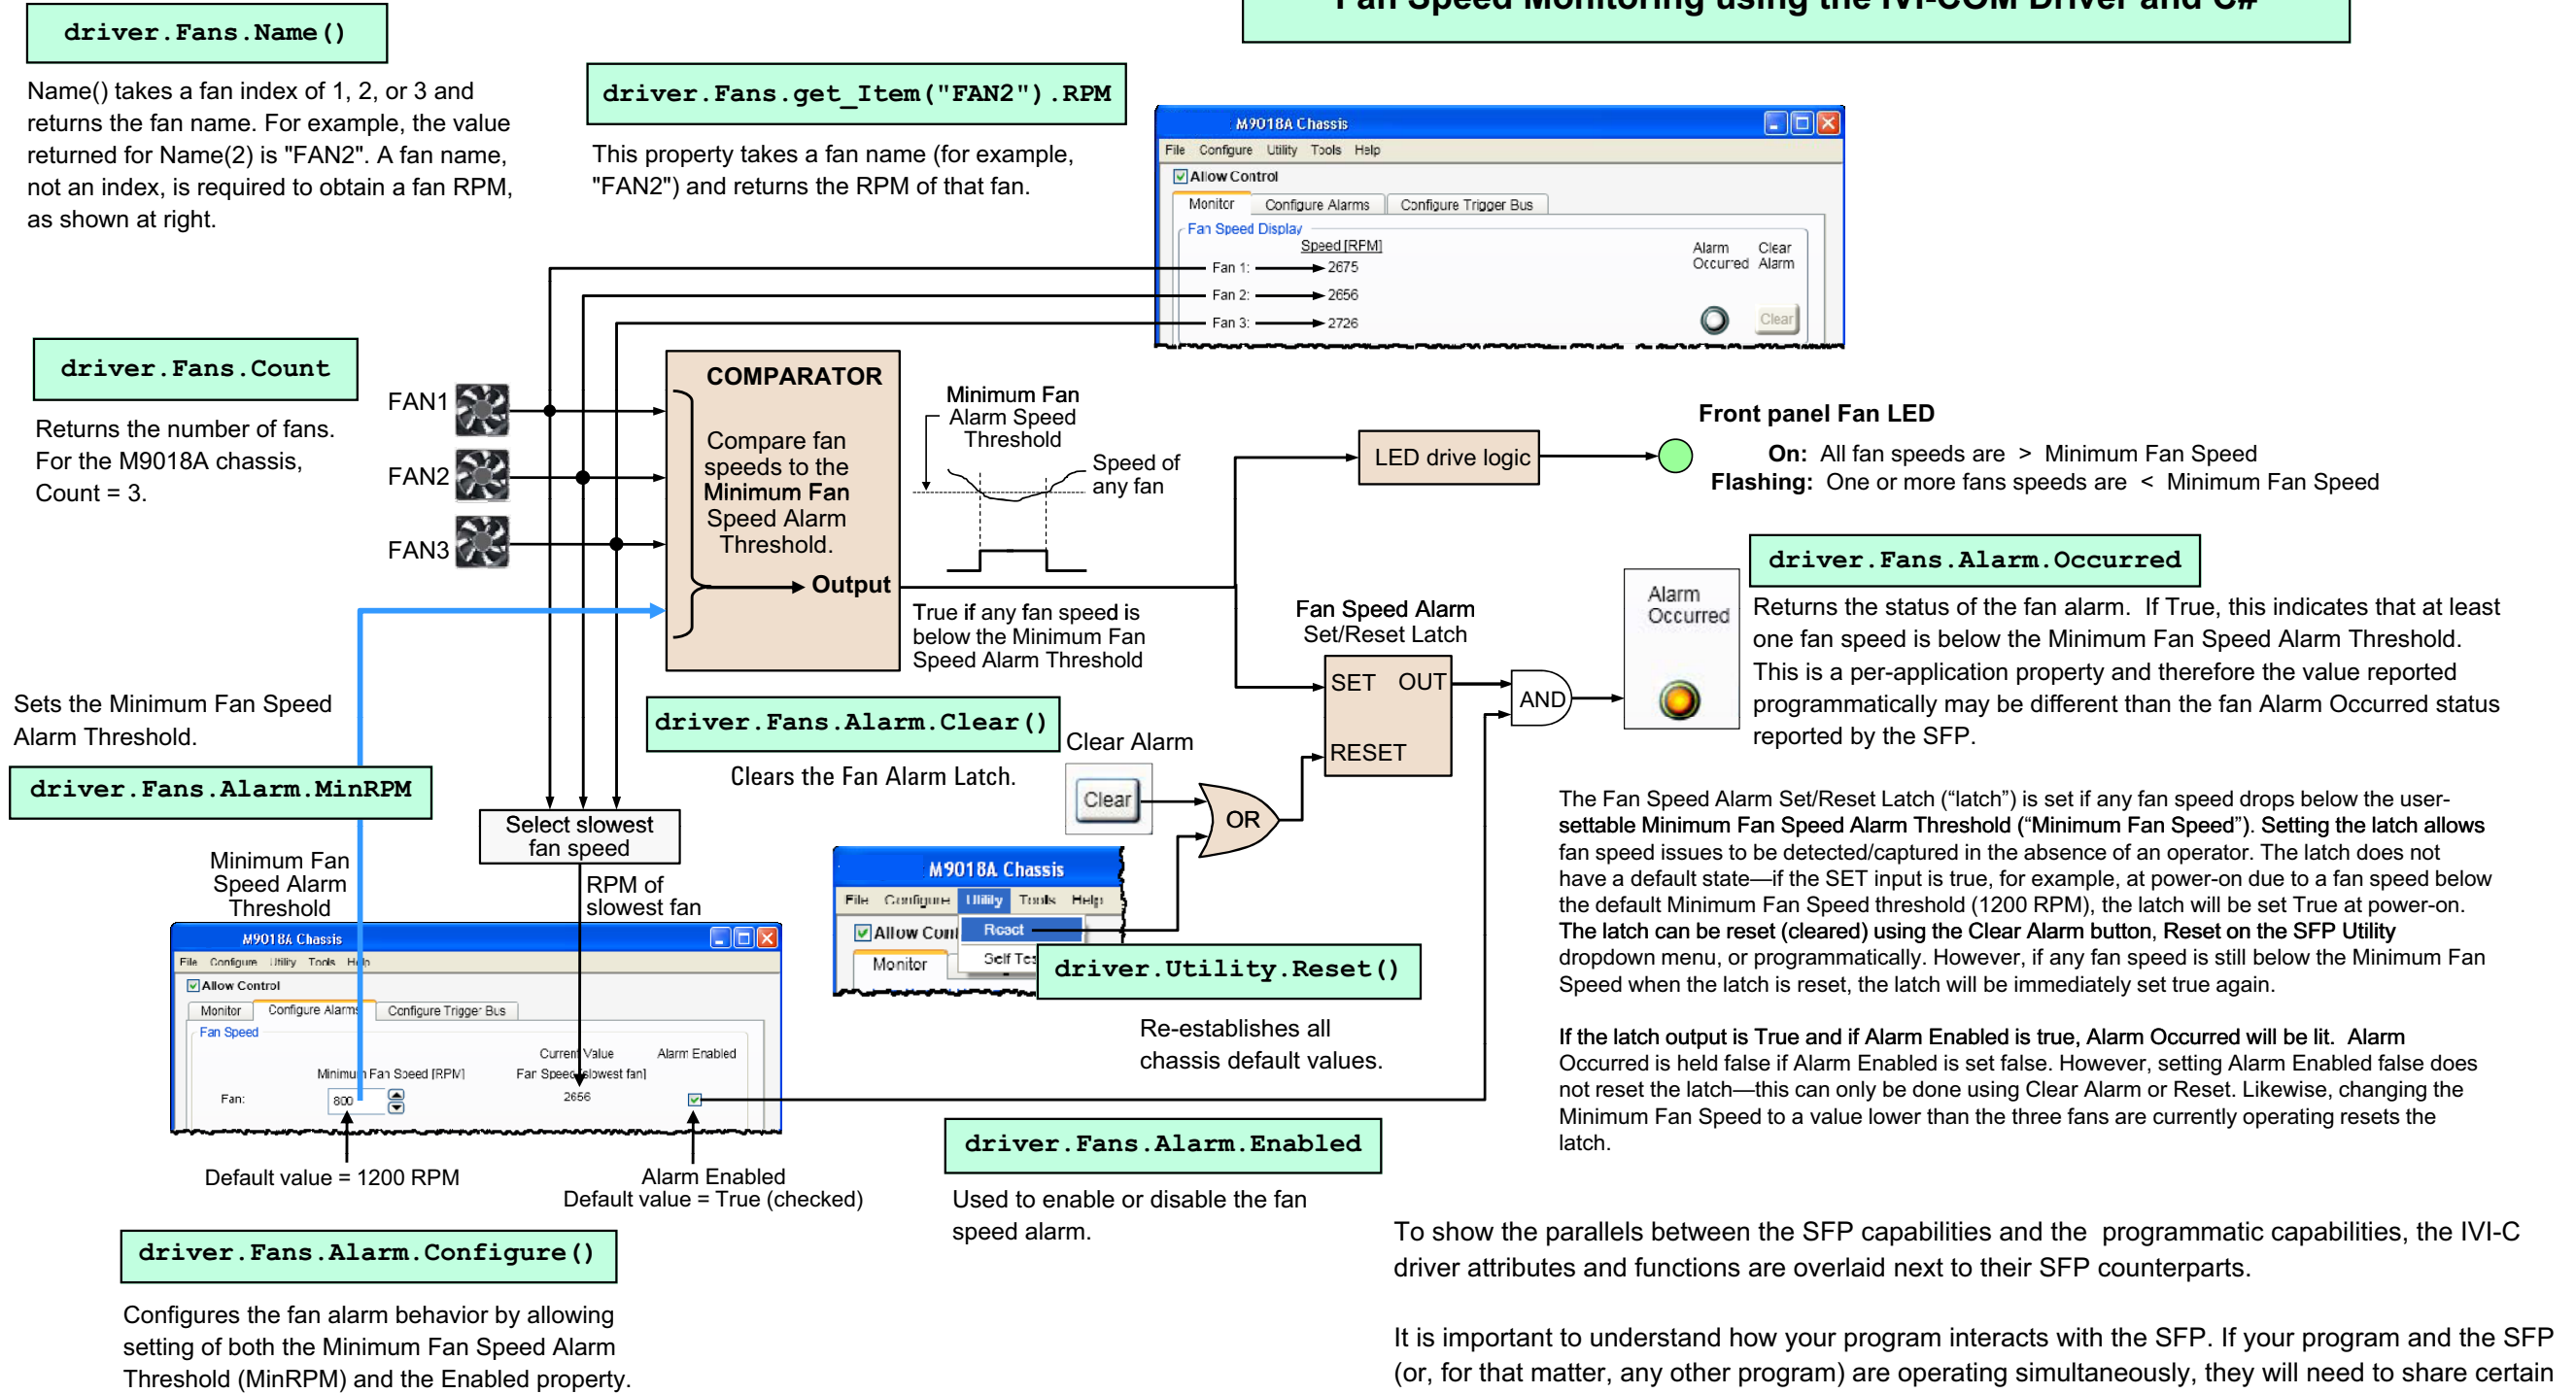 Fan Speed Monitoring using the IVI-COM Driver and C#
driver.Fans.Name()
Name() takes a fan index of 1, 2, or 3 and
returns the fan name. For example, the value
returned for Name(2) is "FAN2". A fan name,
not an index, is required to obtain a fan RPM,
as shown at right.
driver.Fans.get_Item("FAN2").RPM
This property takes a fan name (for example,
"FAN2") and returns the RPM of that fan.
M9018A Chassis
File Configure Utility Tools Help
Allow Control
Monitor Configure Alarms Configure Trigger Bus
Fan Speed Display
Speed [RPM]
Alarm Clear
Occurred Alarm
Fan 1: 2675
Fan 2: 2656
Fan 3: 2726
Clear
driver.Fans.Count
Returns the number of fans.
For the M9018A chassis,
Count = 3.
FAN1
FAN2
FAN3
COMPARATOR
Compare fan
speeds to the
Minimum Fan
Speed Alarm
Threshold.
Output
Minimum Fan
Alarm Speed
Threshold
Speed of
any fan
True if any fan speed is
below the Minimum Fan
Speed Alarm Threshold
LED drive logic
Front panel Fan LED
On: All fan speeds are > Minimum Fan Speed
Flashing: One or more fans speeds are < Minimum Fan Speed
driver.Fans.Alarm.Occurred
Alarm
Occurred
Returns the status of the fan alarm. If True, this indicates that at least
one fan speed is below the Minimum Fan Speed Alarm Threshold.
This is a per-application property and therefore the value reported
programmatically may be different than the fan Alarm Occurred status
reported by the SFP.
Fan Speed Alarm
Set/Reset Latch
SET OUT
RESET
AND
Sets the Minimum Fan Speed
Alarm Threshold.
driver.Fans.Alarm.MinRPM
driver.Fans.Alarm.Clear()
Clears the Fan Alarm Latch.
Clear Alarm
Clear
OR
Select slowest
fan speed
RPM of
slowest fan
Minimum Fan
Speed Alarm
Threshold
M9018A Chassis
File Configure Utility Tools Help
Allow Cont
Reset
Monitor
Self Tes
driver.Utility.Reset()
Re-establishes all
chassis default values.
The Fan Speed Alarm Set/Reset Latch (“latch”) is set if any fan speed drops below the user-
settable Minimum Fan Speed Alarm Threshold (“Minimum Fan Speed”). Setting the latch allows
fan speed issues to be detected/captured in the absence of an operator. The latch does not
have a default state—if the SET input is true, for example, at power-on due to a fan speed below
the default Minimum Fan Speed threshold (1200 RPM), the latch will be set True at power-on.
The latch can be reset (cleared) using the Clear Alarm button, Reset on the SFP Utility
dropdown menu, or programmatically. However, if any fan speed is still below the Minimum Fan
Speed when the latch is reset, the latch will be immediately set true again.
If the latch output is True and if Alarm Enabled is true, Alarm Occurred will be lit. Alarm
Occurred is held false if Alarm Enabled is set false. However, setting Alarm Enabled false does
not reset the latch—this can only be done using Clear Alarm or Reset. Likewise, changing the
Minimum Fan Speed to a value lower than the three fans are currently operating resets the
latch.
M9018A Chassis
File Configure Utility Tools Help
Allow Control
Monitor Configure Alarms Configure Trigger Bus
Fan Speed
Current Value Alarm Enabled
Minimum Fan Speed [RPM] Fan Speed [slowest fan]
Fan: 800 2656
Default value = 1200 RPM
Alarm Enabled
Default value = True (checked)
driver.Fans.Alarm.Enabled
Used to enable or disable the fan
speed alarm.
driver.Fans.Alarm.Configure()
Configures the fan alarm behavior by allowing
setting of both the Minimum Fan Speed Alarm
Threshold (MinRPM) and the Enabled property.
To show the parallels between the SFP capabilities and the programmatic capabilities, the IVI-C
driver attributes and functions are overlaid next to their SFP counterparts.
It is important to understand how your program interacts with the SFP. If your program and the SFP
(or, for that matter, any other program) are operating simultaneously, they will need to share certain